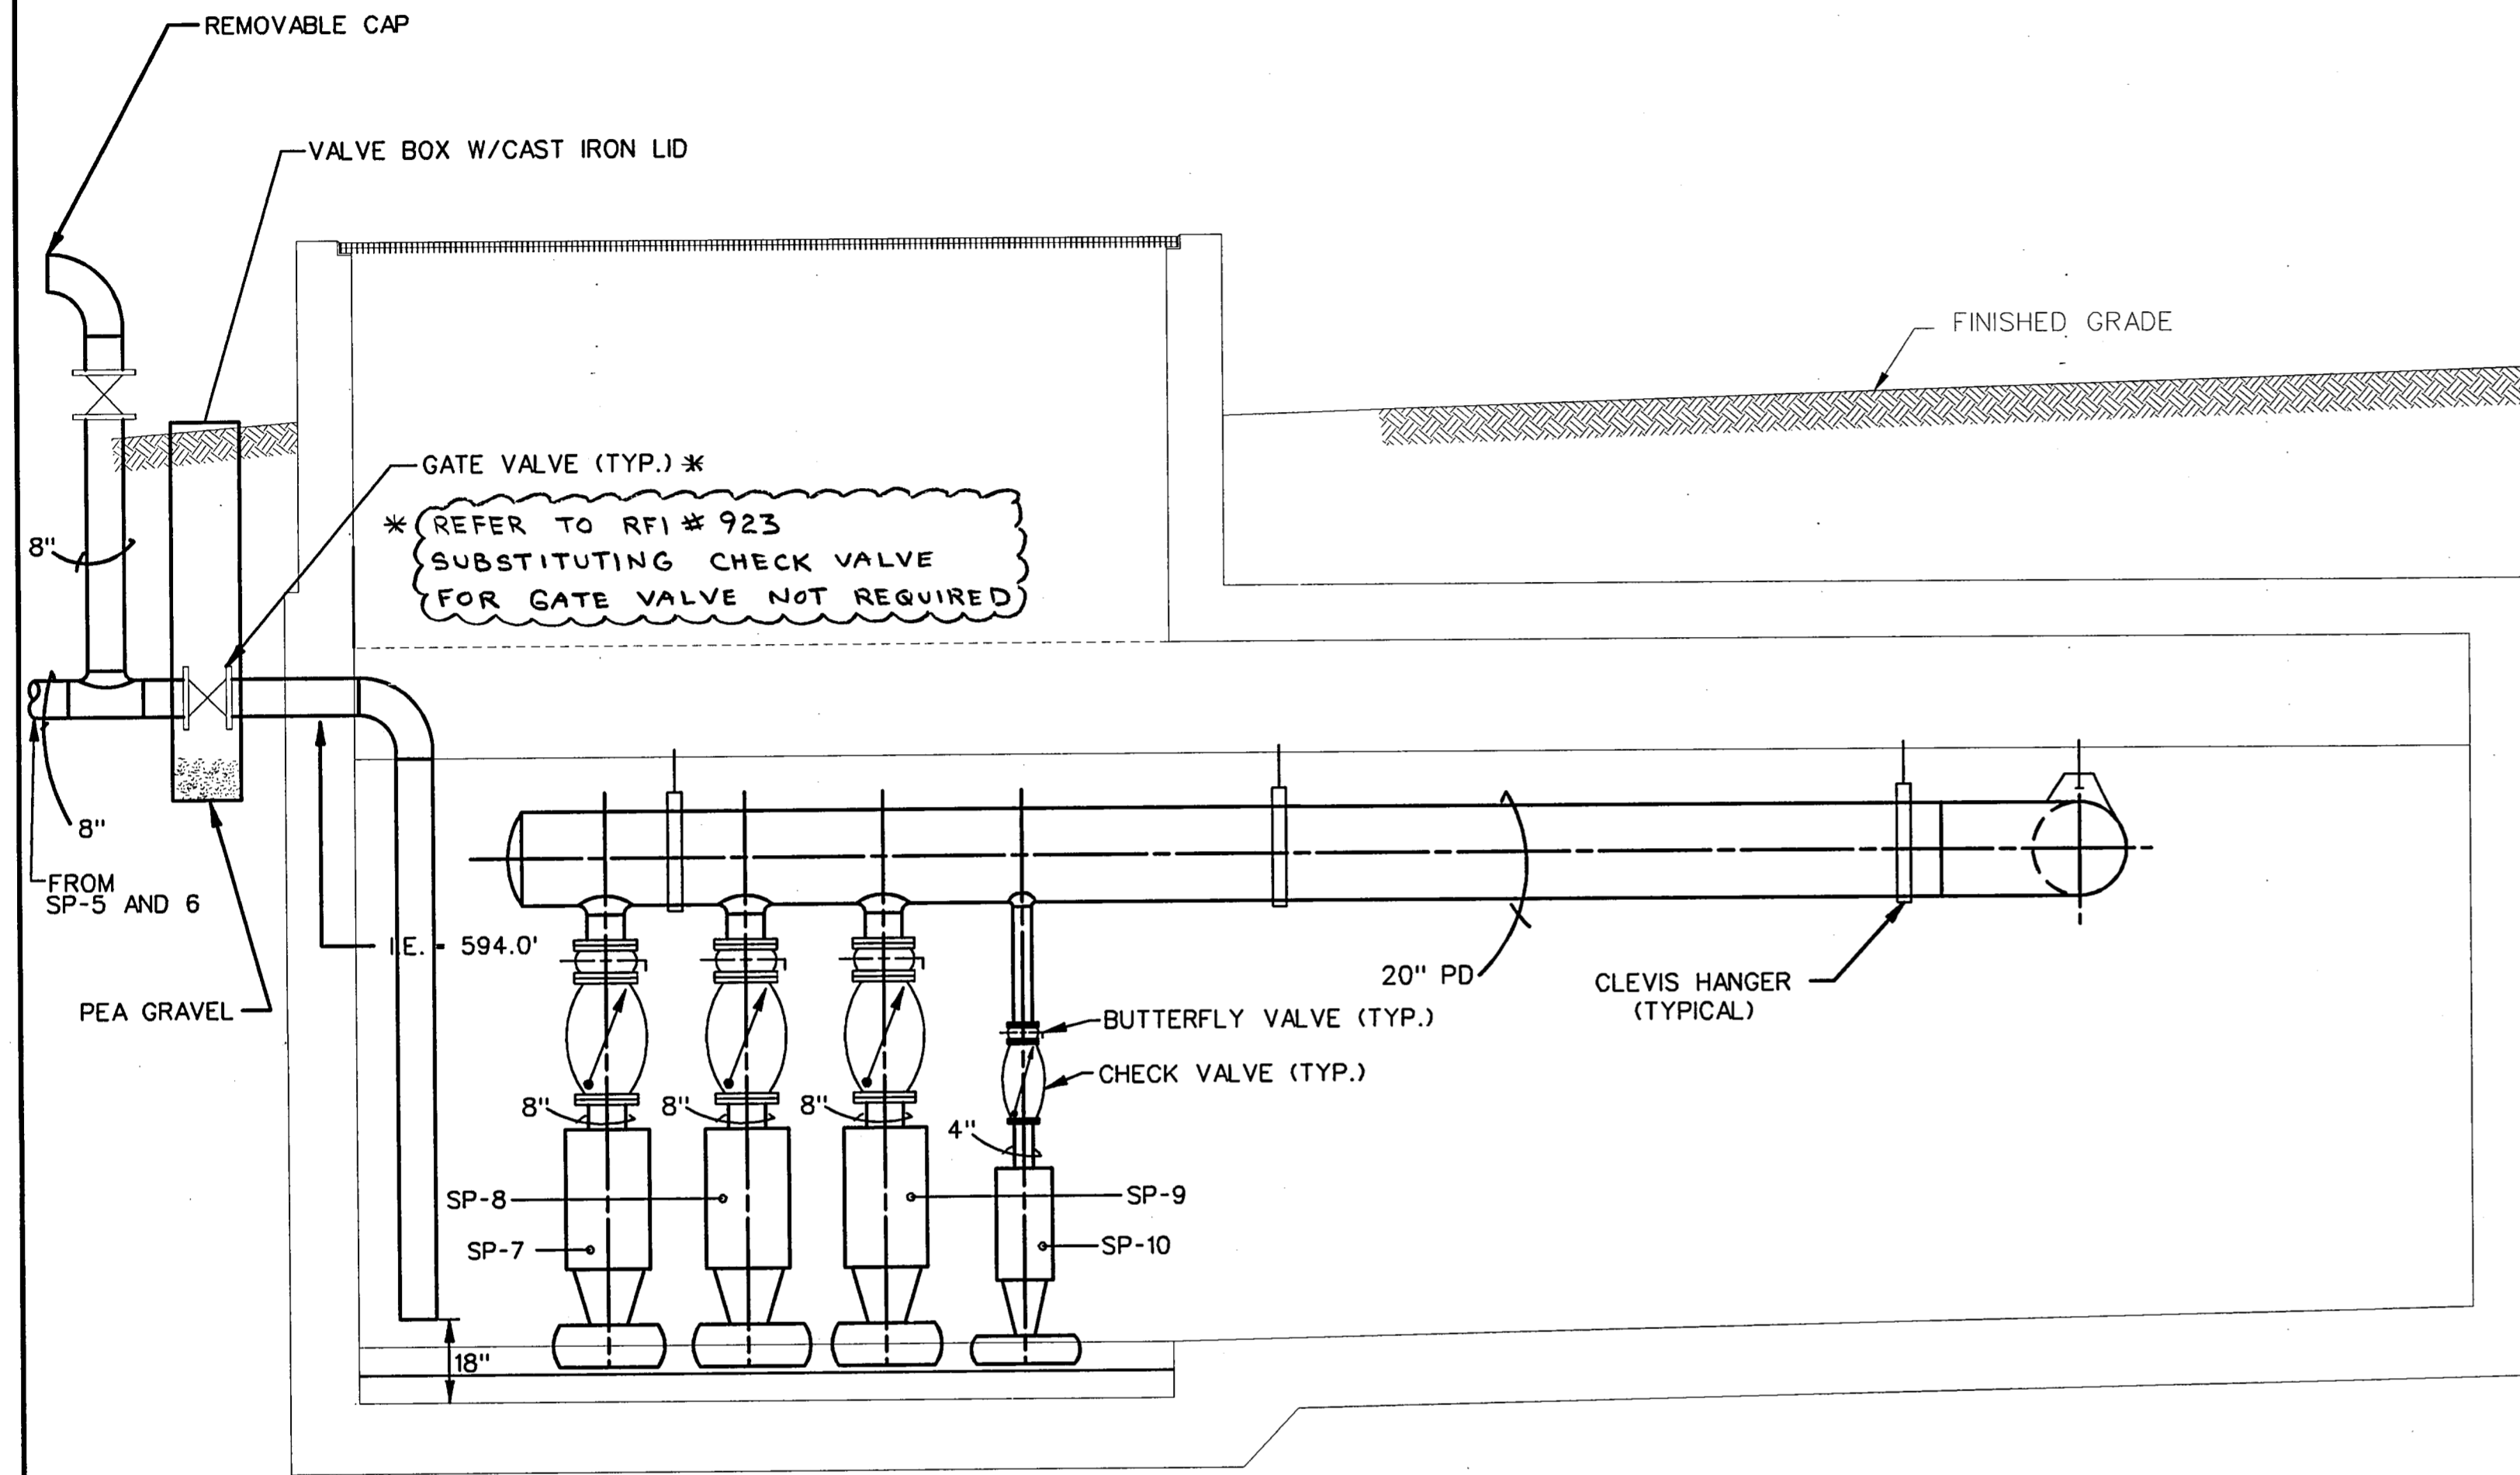 REMOVABLE CAP
VALVE BOX W/CAST IRON LID
FINISHED GRADE
GATE VALVE (TYP.) *
* REFER TO RFI # 923
SUBSTITUTING CHECK VALVE
FOR GATE VALVE NOT REQUIRED
8"
8"
FROM
SP-5 AND 6
I.E. = 594.0'
PEA GRAVEL
20" PD
CLEVIS HANGER
(TYPICAL)
BUTTERFLY VALVE (TYP.)
CHECK VALVE (TYP.)
8"
8"
8"
4"
SP-8
SP-9
SP-7
SP-10
18"